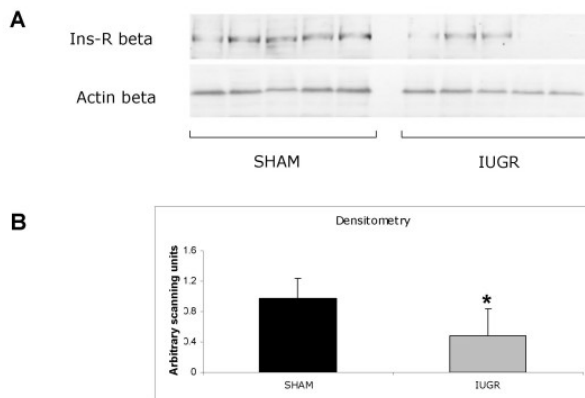 A
Ins-R beta
Actin beta
SHAM IUGR
B
Densitometry
Arbitrary scanning units
1.6
1.2
0.8
0.4
0
*
SHAM IUGR